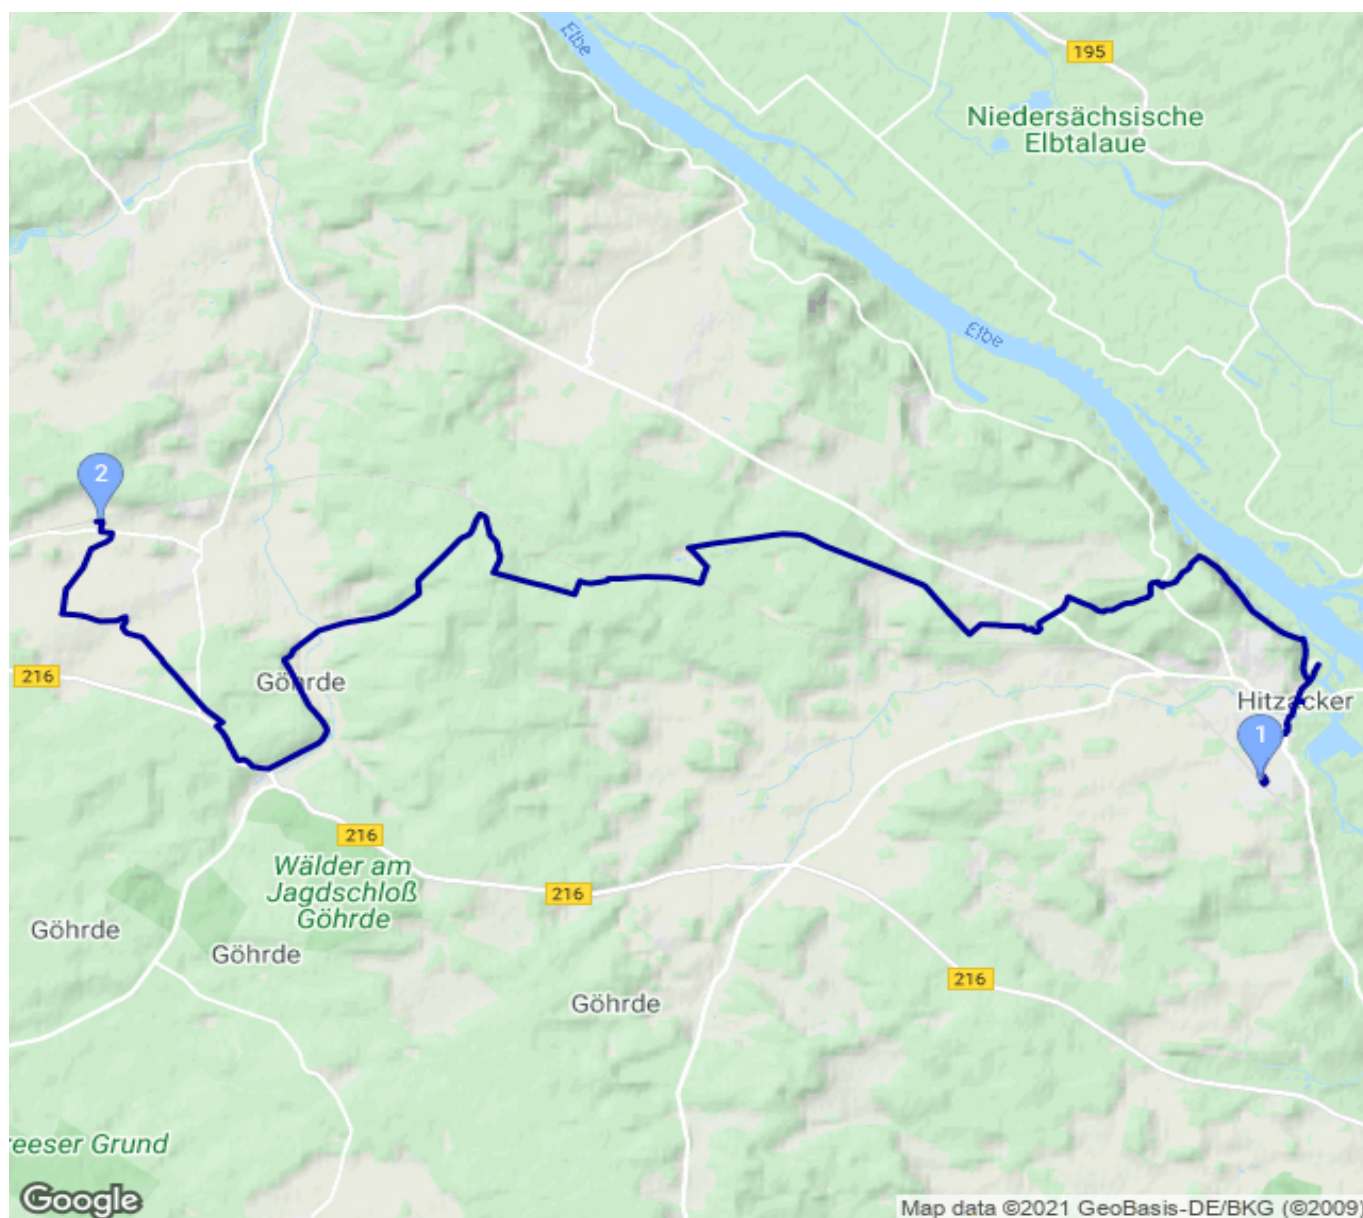 Elbe
195
Niedersächsische
Elbtalaue
Elbe
2
216
Göhrde
Hitzacker
1
216
Wälder am
Jagdschloß
Göhrde
216
Göhrde
Göhrde
216
Göhrde
reeser Grund
Google
Map data ©2021 GeoBasis-DE/BKG (©2009)